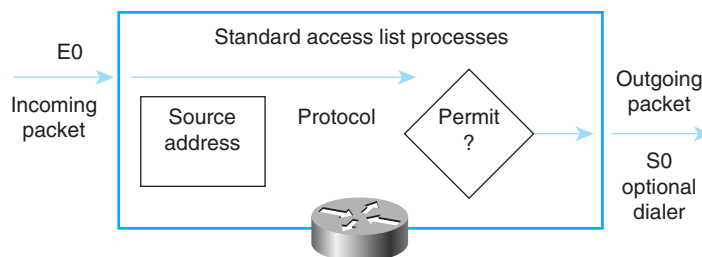 Standard access list processes
E0
Incoming
packet
Source
address
Protocol
Permit
?
Outgoing
packet
S0
optional
dialer